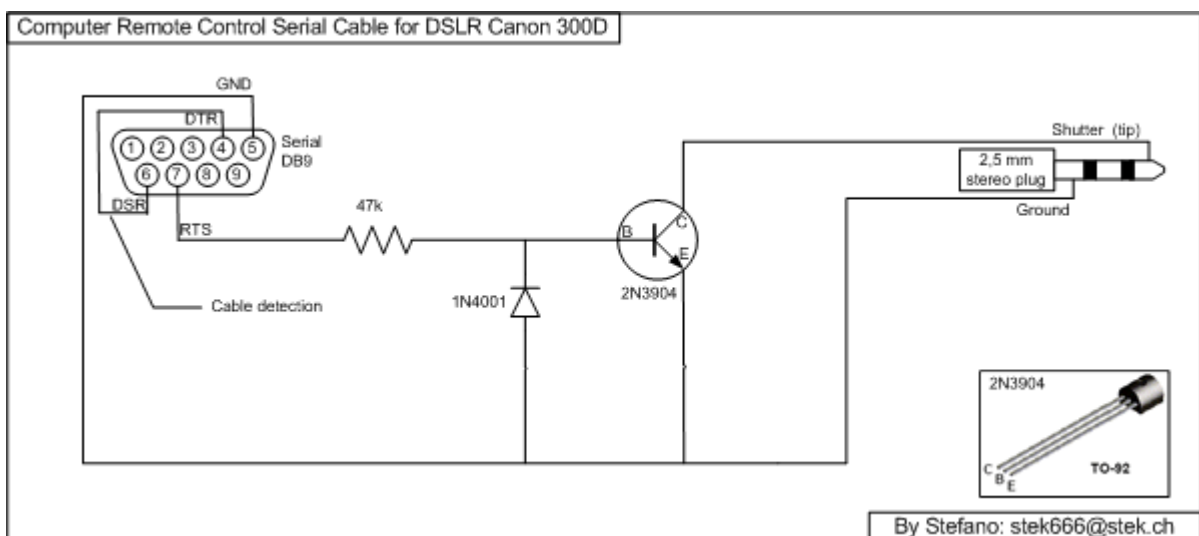 Computer Remote Control Serial Cable for DSLR Canon 300D
GND
DTR
1 2 3 4 5
Serial
DB9
6 7 8 9
DSR
RTS
Cable detection
47k
1N4001
B
C
E
2N3904
Shutter (tip)
2,5 mm
stereo plug
Ground
2N3904
C
B
E
TO-92
By Stefano: stek666@stek.ch